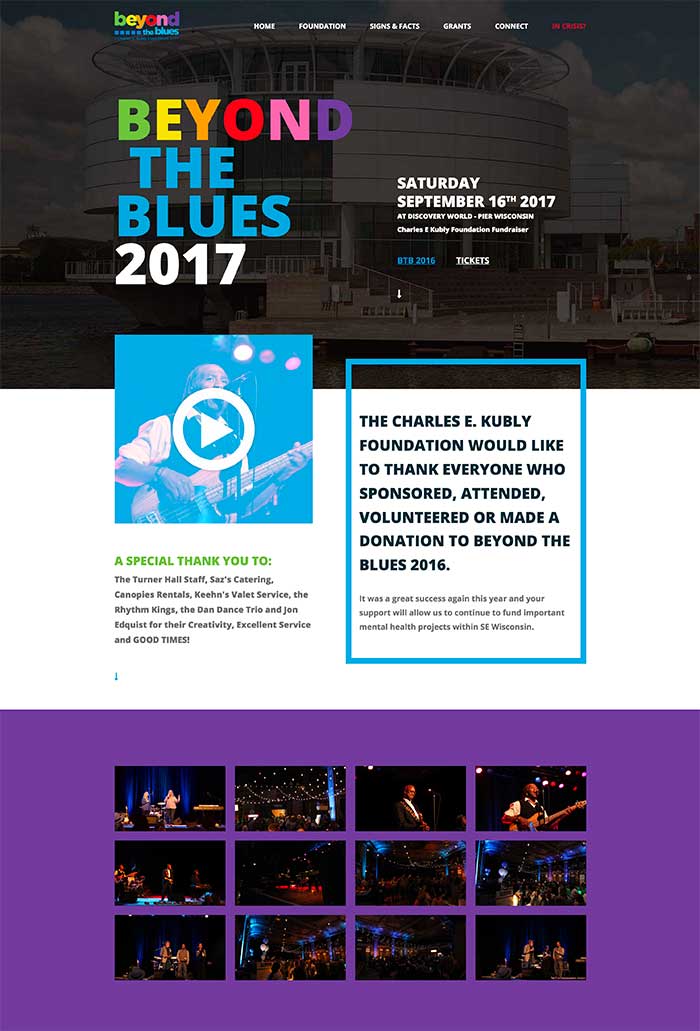 beyond
the blues
HOME
FOUNDATION
SIGNS & FACTS
GRANTS
CONNECT
IN CRISIS?
BEYOND
THE
BLUES
2017
SATURDAY
SEPTEMBER 16TH 2017
AT DISCOVERY WORLD - PIER WISCONSIN
Charles E Kubly Foundation Fundraiser
BTB 2016
TICKETS
THE CHARLES E. KUBLY
FOUNDATION WOULD LIKE
TO THANK EVERYONE WHO
SPONSORED, ATTENDED,
VOLUNTEERED OR MADE A
DONATION TO BEYOND THE
BLUES 2016.
It was a great success again this year and your
support will allow us to continue to fund important
mental health projects within SE Wisconsin.
A SPECIAL THANK YOU TO:
The Turner Hall Staff, Saz's Catering,
Canopies Rentals, Keehn's Valet Service, the
Rhythm Kings, the Dan Dance Trio and Jon
Edquist for their Creativity, Excellent Service
and GOOD TIMES!